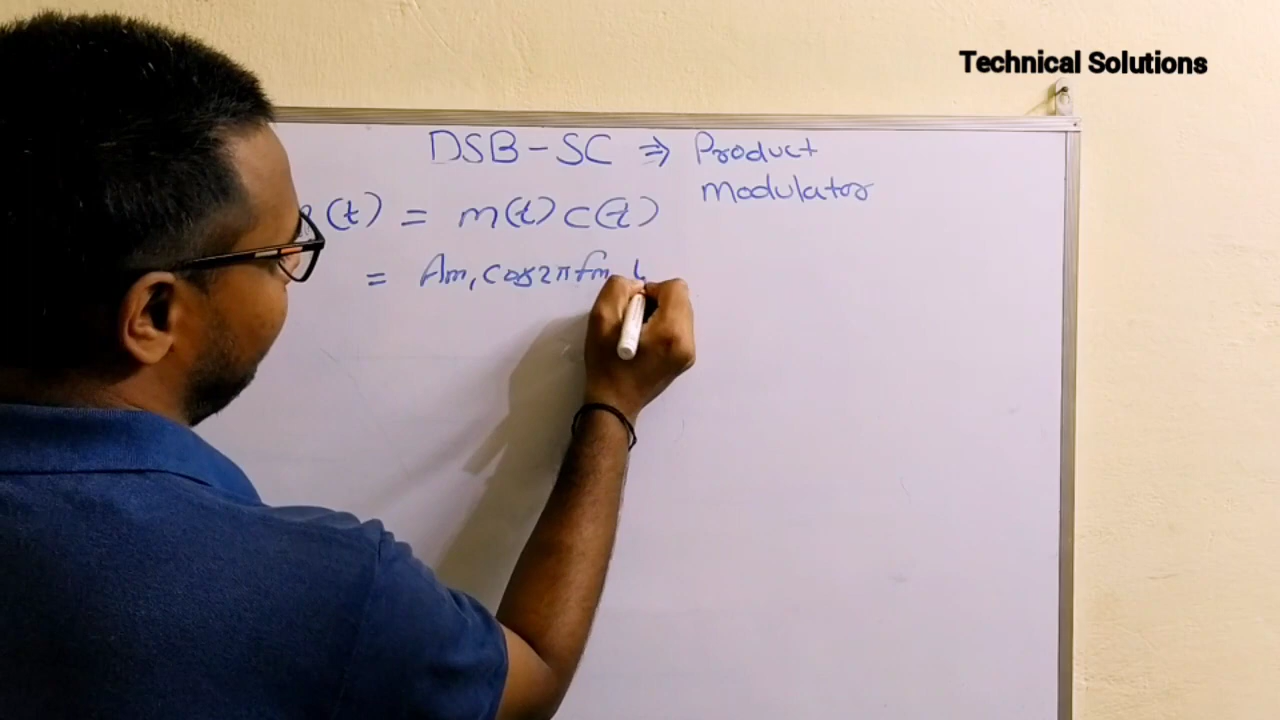 Technical Solutions
DSB-SC ⇒ Product
Modulator
(t) = m(t) c(t)
= Am, Cos2πfm,t